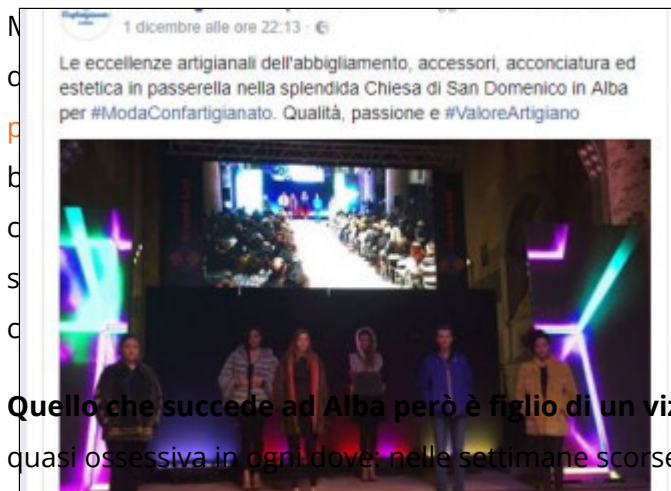 1 dicembre alle ore 22:13 ·
Le eccellenze artigianali dell'abbigliamento, accessori, acconciatura ed
estetica in passerella nella splendida Chiesa di San Domenico in Alba
per #ModaConfartigianato. Qualità, passione e #ValoreArtigiano
Quello che succede ad Alba però è figlio di un
quasi ossessiva in ogni dove: nelle settimane scorse